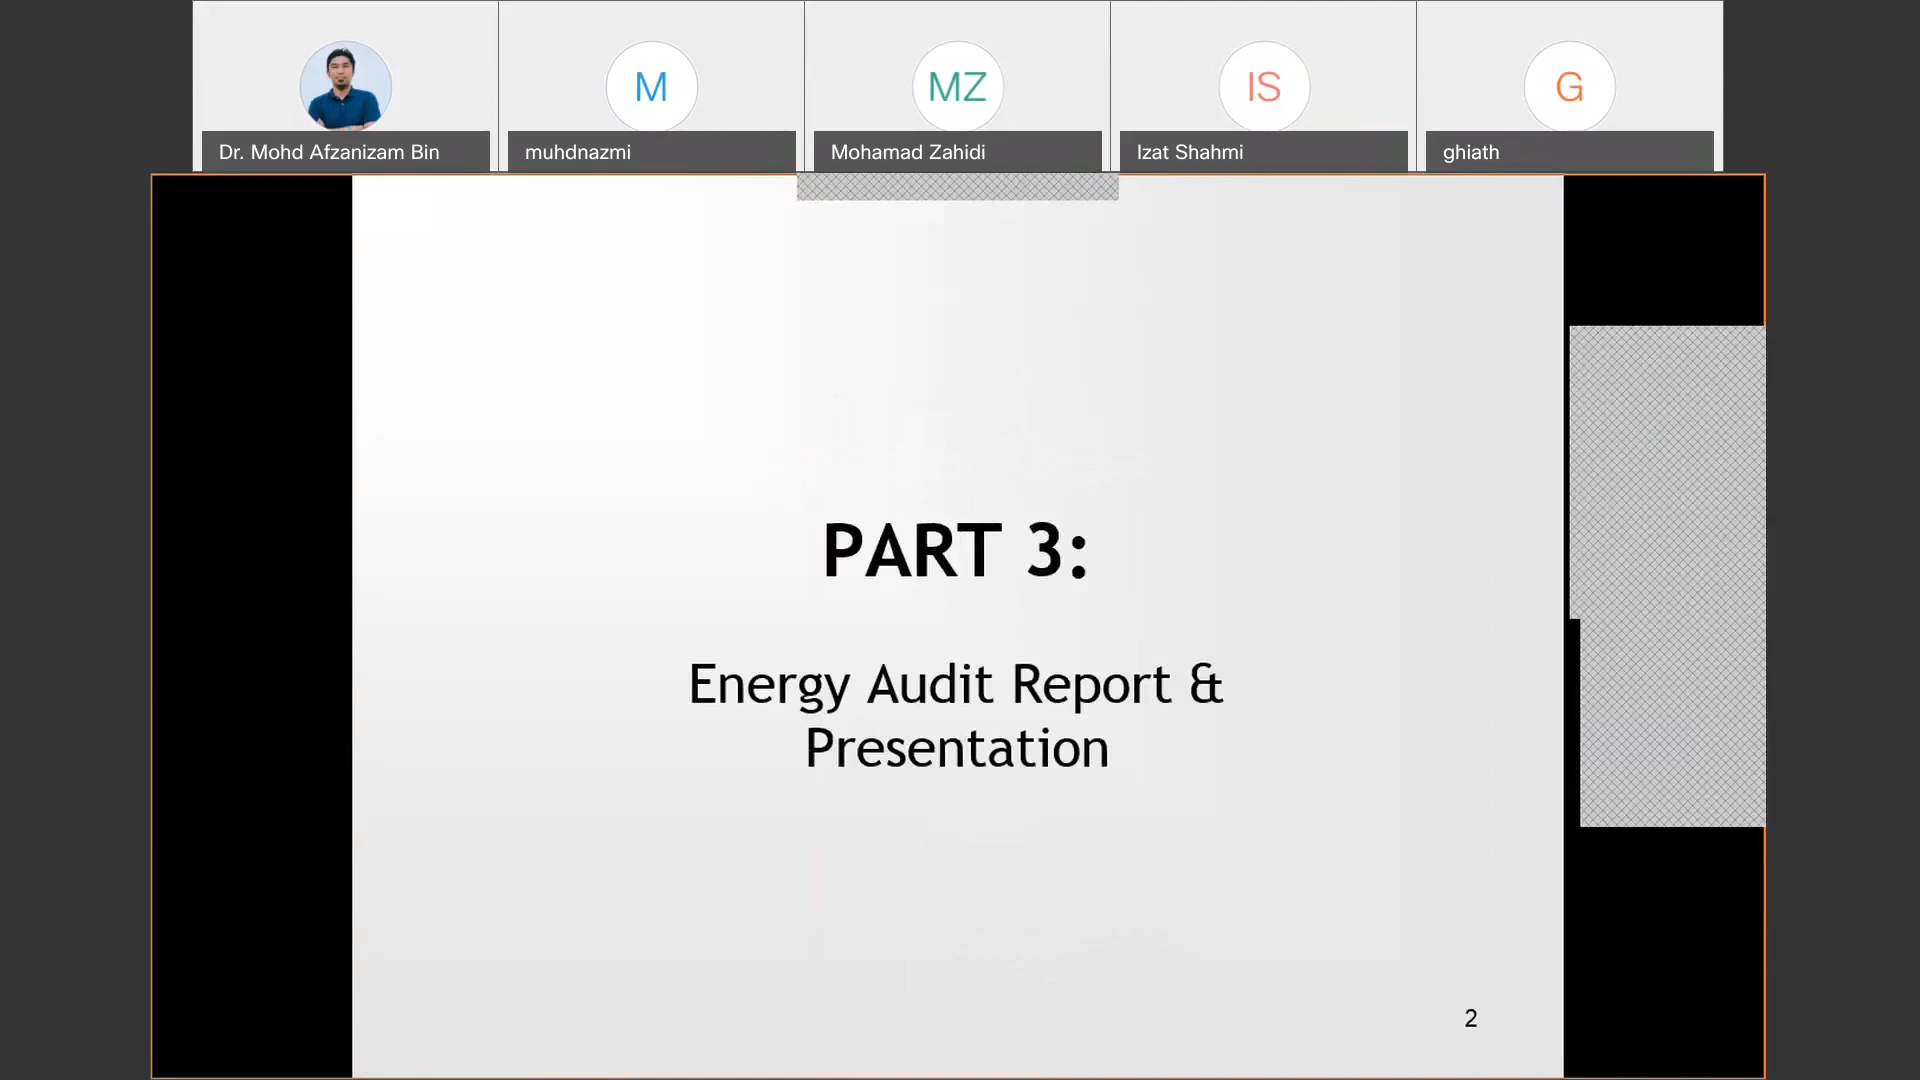 M
MZ
IS
G
Dr. Mohd Afzanizam Bin
muhdnazmi
Mohamad Zahidi
Izat Shahmi
ghiath
PART 3:
Energy Audit Report &
Presentation
2